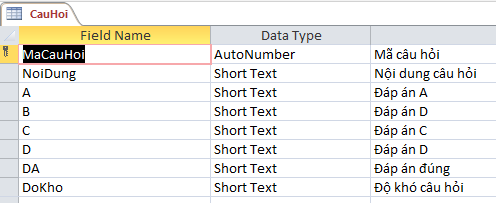 CauHoi
Field Name Data Type
MaCauHoi AutoNumber Mã câu hỏi
NoiDung Short Text Nội dung câu hỏi
A Short Text Đáp án A
B Short Text Đáp án D
C Short Text Đáp án C
D Short Text Đáp án D
DA Short Text Đáp án đúng
DoKho Short Text Độ khó câu hỏi